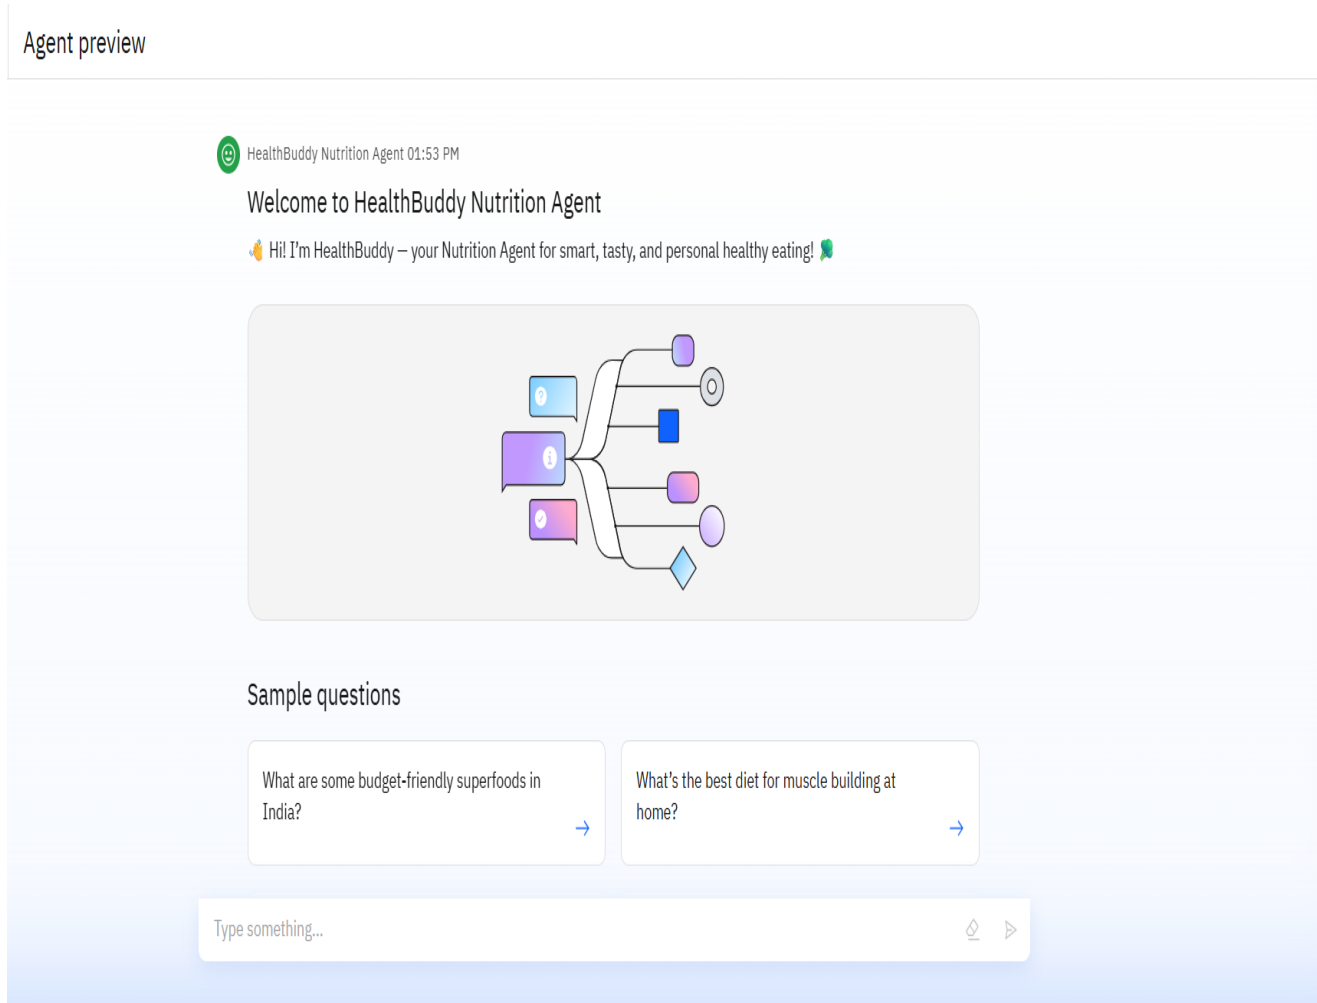 Agent preview
HealthBuddy Nutrition Agent 01:53 PM
Welcome to HealthBuddy Nutrition Agent
👋 Hi! I’m HealthBuddy — your Nutrition Agent for smart, tasty, and personal healthy eating! 🥦
?
i
Sample questions
What are some budget-friendly superfoods in
India?
What’s the best diet for muscle building at
home?
Type something...